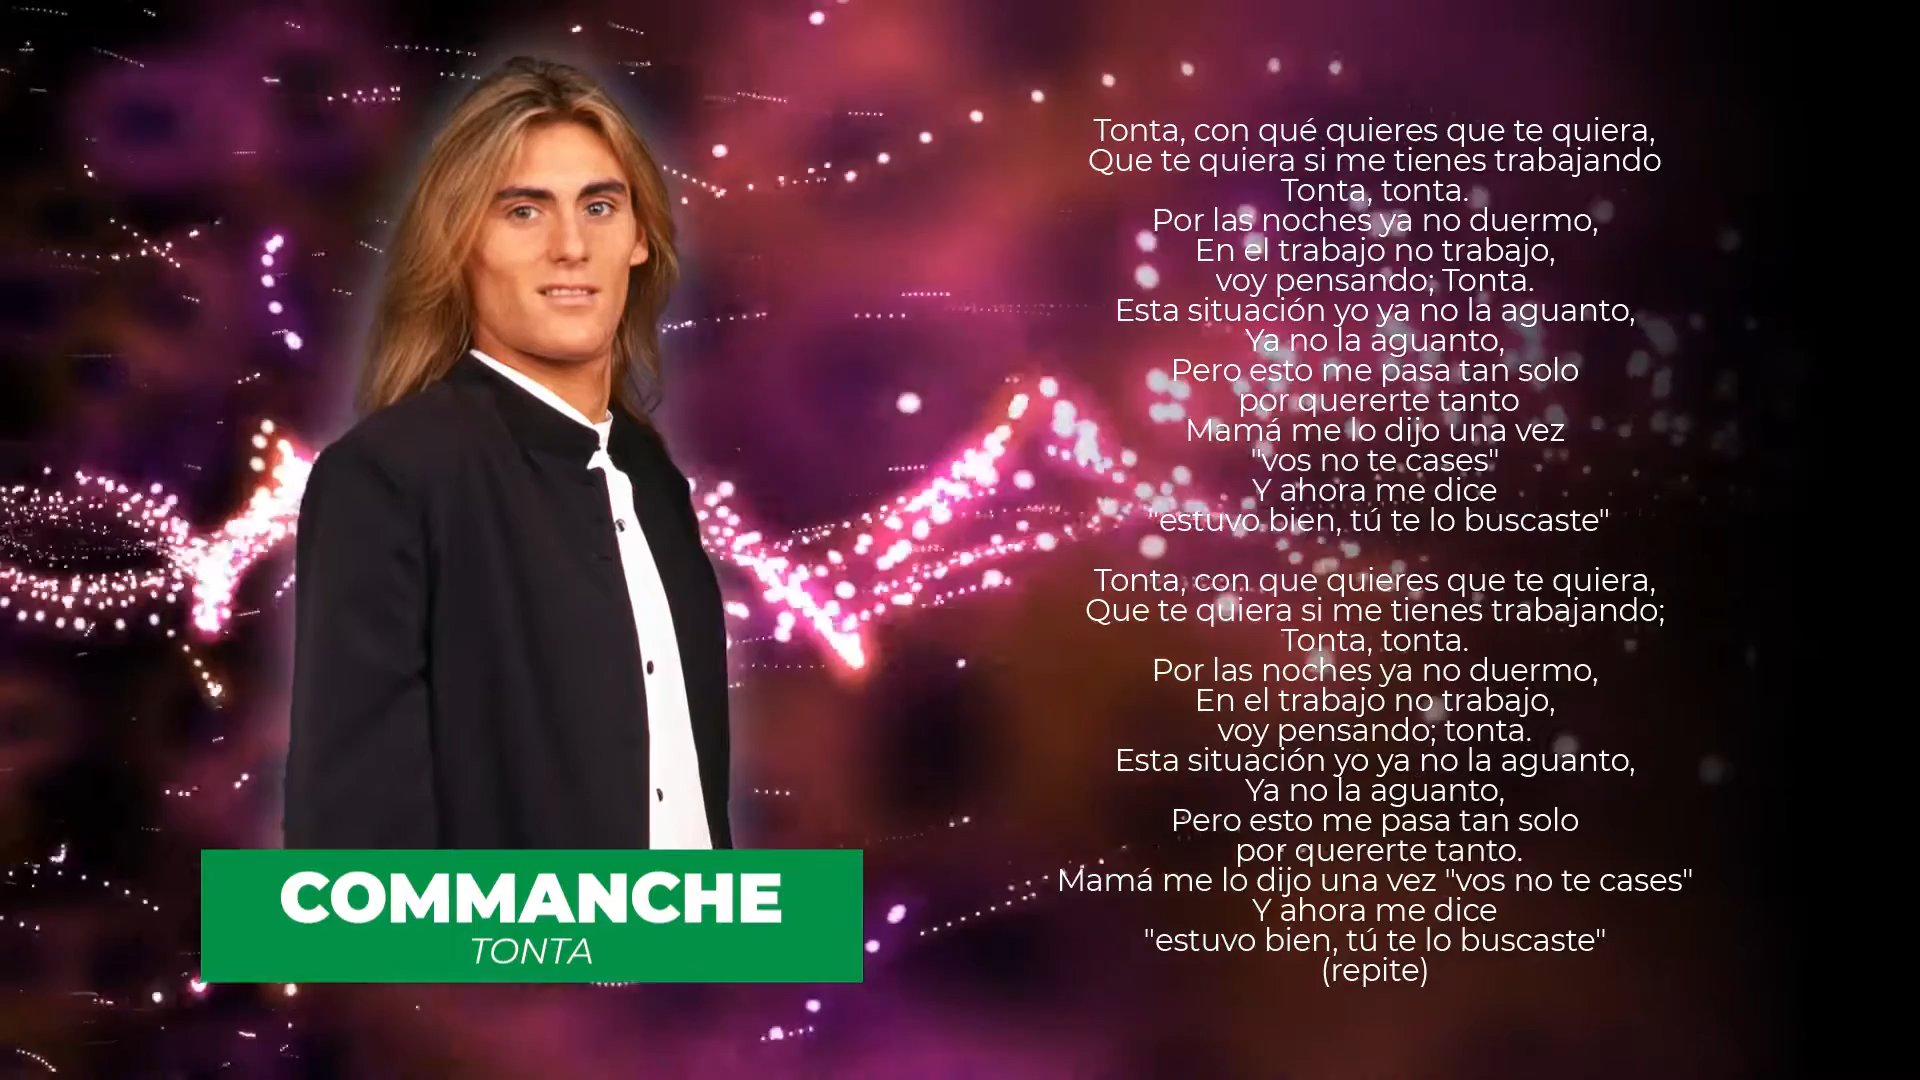 Tonta, con qué quieres que te quiera,
Que te quiera si me tienes trabajando
Tonta, tonta.
Por las noches ya no duermo,
En el trabajo no trabajo,
voy pensando; Tonta.
Esta situación yo ya no la aguanto,
Ya no la aguanto,
Pero esto me pasa tan solo
por quererte tanto
Mamá me lo dijo una vez
"vos no te cases"
Y ahora me dice
"estuvo bien, tú te lo buscaste"
Tonta, con que quieres que te quiera,
Que te quiera si me tienes trabajando;
Tonta, tonta.
Por las noches ya no duermo,
En el trabajo no trabajo,
voy pensando; tonta.
Esta situación yo ya no la aguanto,
Ya no la aguanto,
Pero esto me pasa tan solo
por quererte tanto.
Mamá me lo dijo una vez "vos no te cases"
Y ahora me dice
"estuvo bien, tú te lo buscaste"
(repite)
COMMANCHE
TONTA